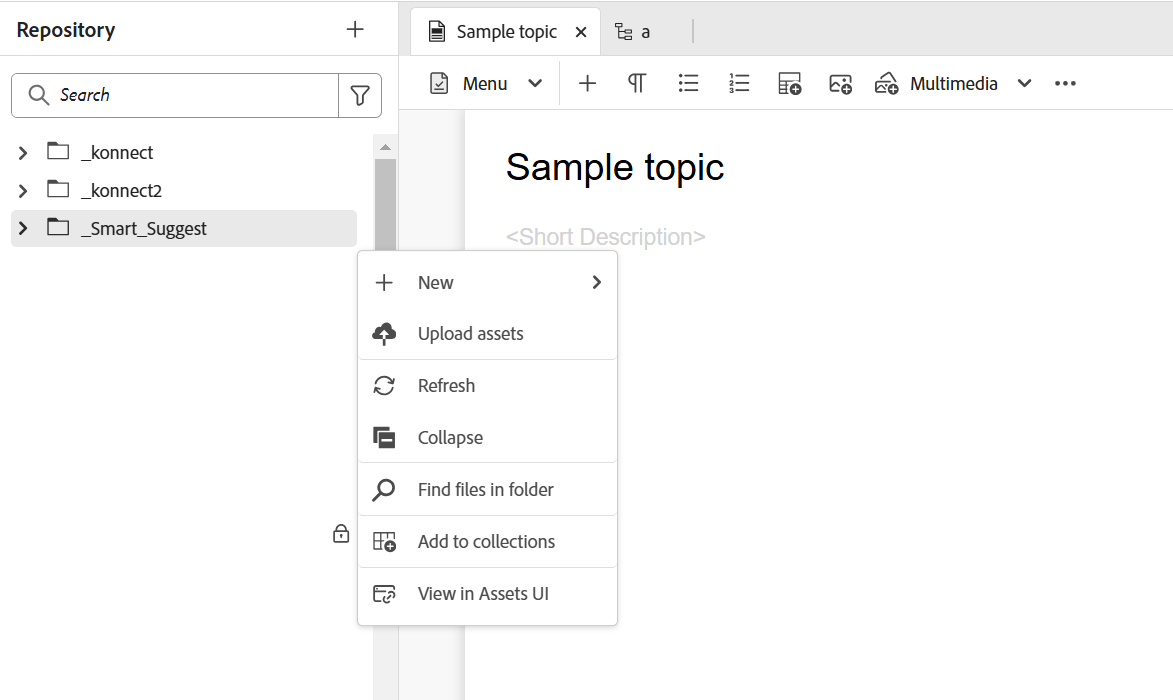 Repository
Sample topic
a
Search
Menu
Multimedia
_konnect
_konnect2
_Smart_Suggest
Sample topic
<Short Description>
New
Upload assets
Refresh
Collapse
Find files in folder
Add to collections
View in Assets UI